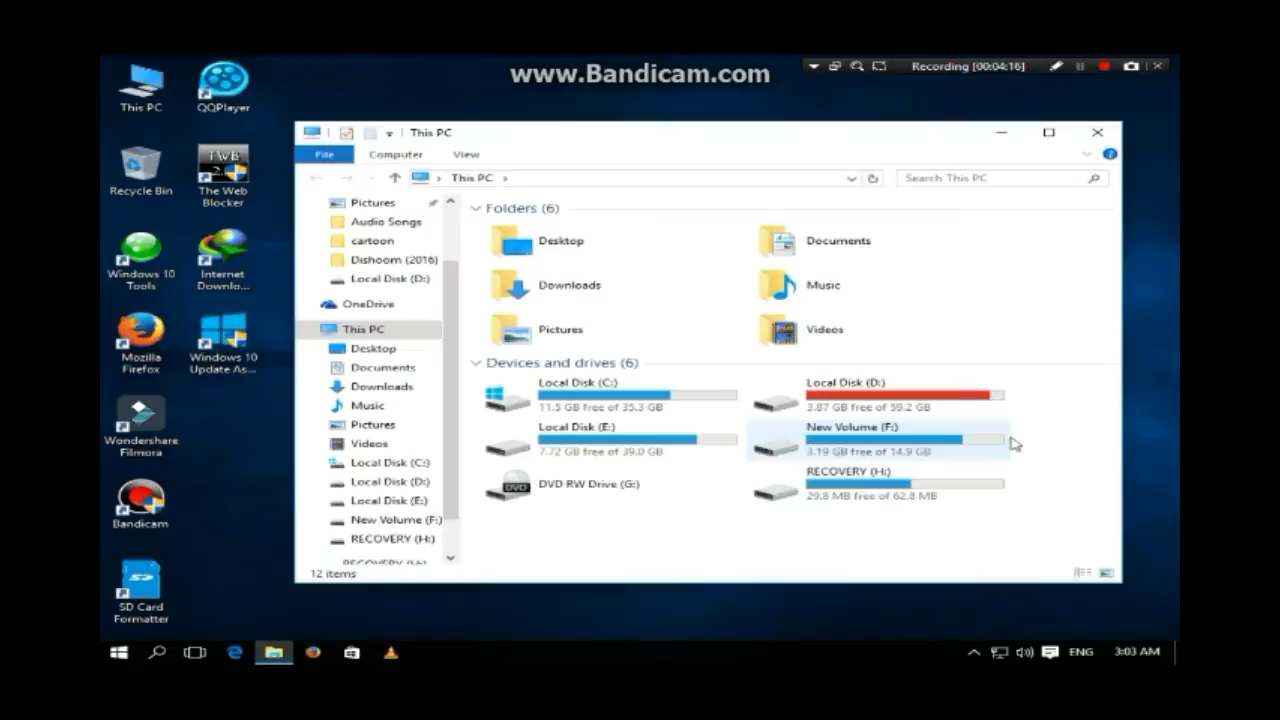 www.Bandicam.com
Recording [00:04:16]
This PC
QQPlayer
Recycle Bin
TWB
The Web
Blocker
Windows 10
Tools
Internet
Downlo...
Mozilla
Firefox
Windows 10
Update As...
Wondershare
Filmora
Bandicam
SD
SD Card
Formatter
This PC
File
Computer
View
This PC
Search This PC
Pictures
Audio Songs
cartoon
Dishoom (2016)
Local Disk (D:)
OneDrive
This PC
Desktop
Documents
Downloads
Music
Pictures
Videos
Local Disk (C:)
Local Disk (D:)
Local Disk (E:)
New Volume (F:)
RECOVERY (H:)
RECOVERY (H:)
Folders (6)
Desktop
Documents
Downloads
Music
Pictures
Videos
Devices and drives (6)
Local Disk (C:)
11.5 GB free of 35.3 GB
Local Disk (D:)
3.87 GB free of 59.2 GB
Local Disk (E:)
7.72 GB free of 39.0 GB
New Volume (F:)
3.19 GB free of 14.9 GB
DVD
DVD RW Drive (G:)
RECOVERY (H:)
29.8 MB free of 62.8 MB
12 items
ENG
3:03 AM